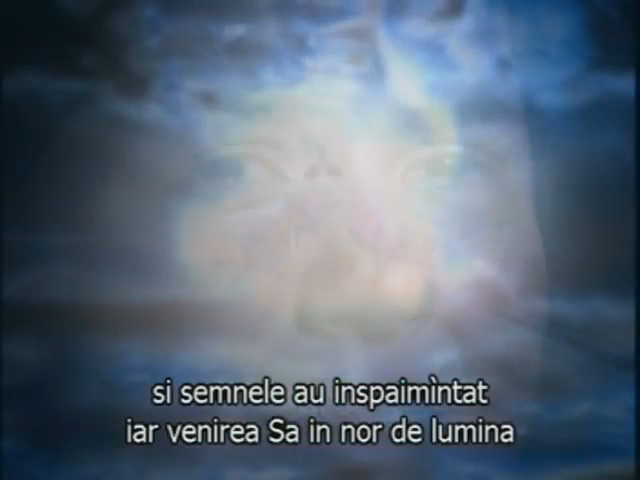 si semnele au inspaimìntat
iar venirea Sa in nor de lumina